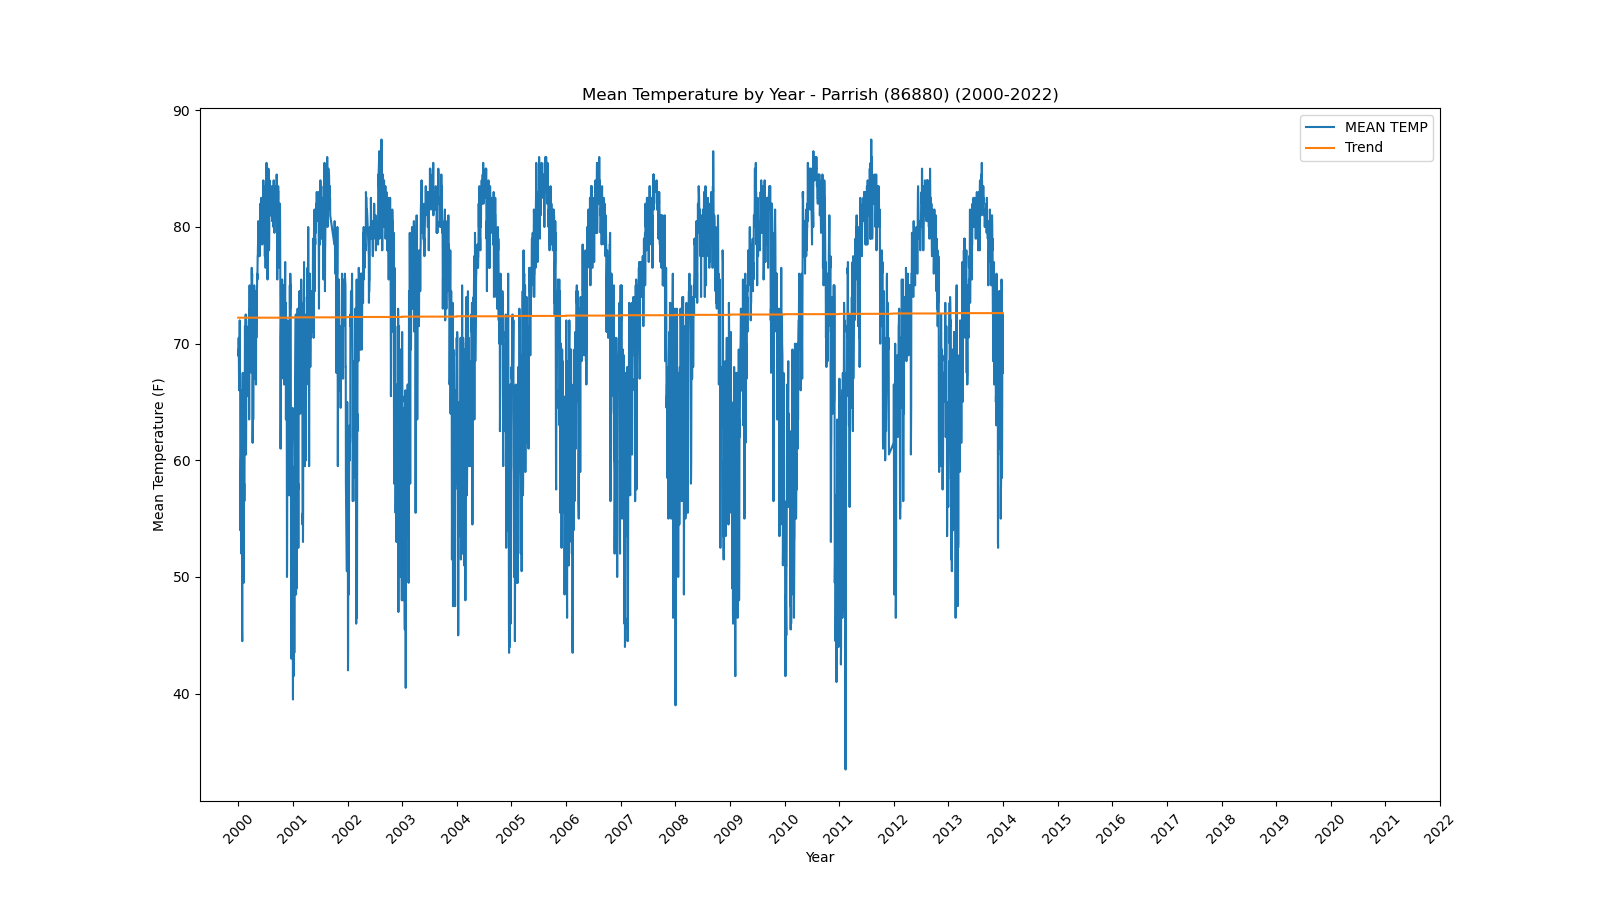 Mean Temperature by Year - Parrish (86880) (2000-2022)
MEAN TEMP
Trend
Mean Temperature (F)
90
80
70
60
50
40
2000 2001 2002 2003 2004 2005 2006 2007 2008 2009 2010 2011 2012 2013 2014 2015 2016 2017 2018 2019 2020 2021 2022
Year